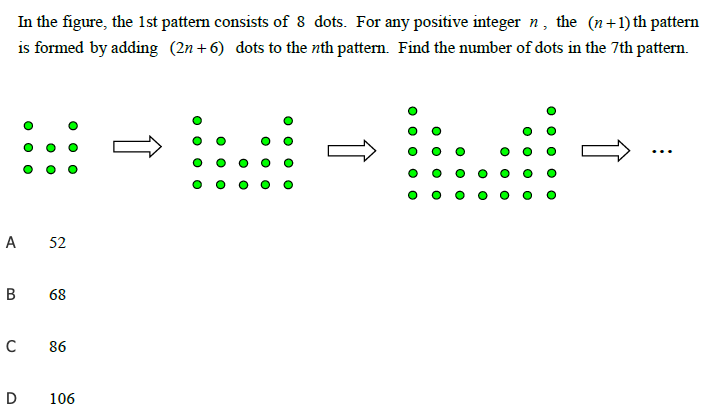 In the figure, the 1st pattern consists of 8 dots. For any positive integer n, the (n+1)th pattern
is formed by adding (2n+6) dots to the nth pattern. Find the number of dots in the 7th pattern.
...
A 52
B 68
C 86
D 106